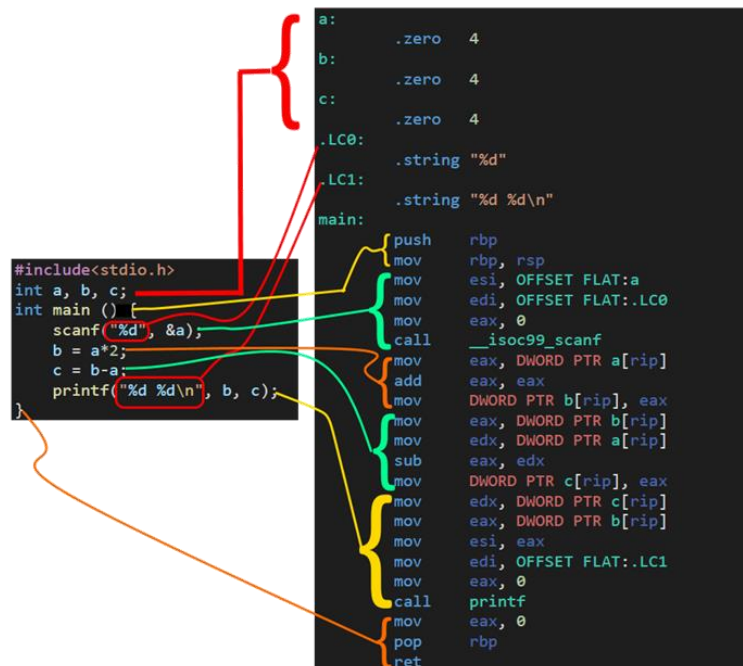 #include<stdio.h>
int a, b, c;
int main () {
scanf("%d", &a);
b = a*2;
c = b-a;
printf("%d %d\n", b, c);
}
a:
.zero 4
b:
.zero 4
c:
.zero 4
.LC0:
.string "%d"
.LC1:
.string "%d %d\n"
main:
push rbp
mov rbp, rsp
mov esi, OFFSET FLAT:a
mov edi, OFFSET FLAT:.LC0
mov eax, 0
call __isoc99_scanf
mov eax, DWORD PTR a[rip]
add eax, eax
mov DWORD PTR b[rip], eax
mov eax, DWORD PTR b[rip]
mov edx, DWORD PTR a[rip]
sub eax, edx
mov DWORD PTR c[rip], eax
mov edx, DWORD PTR c[rip]
mov eax, DWORD PTR b[rip]
mov esi, eax
mov edi, OFFSET FLAT:.LC1
mov eax, 0
call printf
mov eax, 0
pop rbp
ret